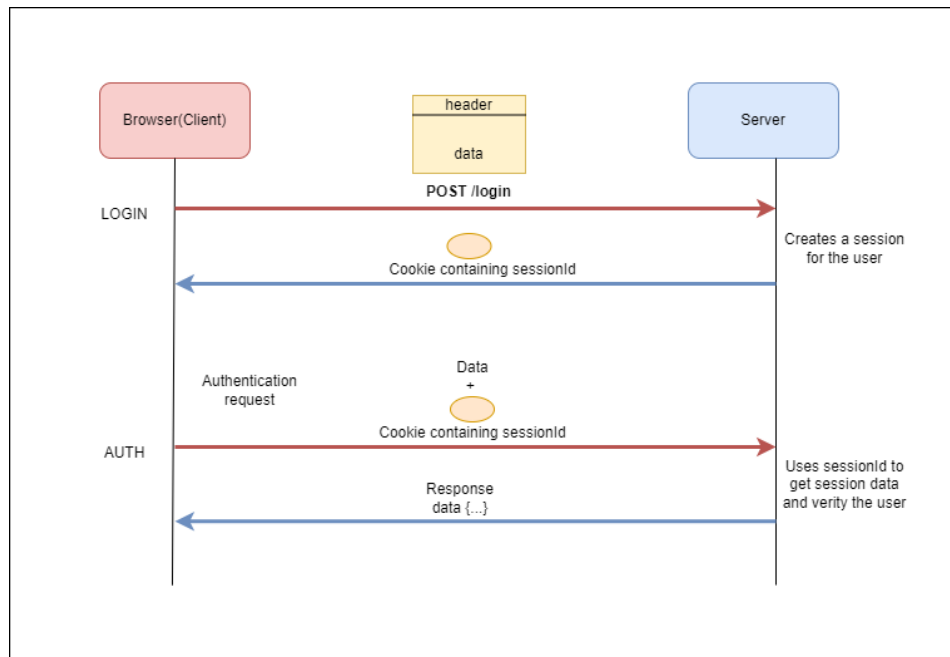 Browser(Client)
header
data
Server
POST /login
LOGIN
Creates a session
for the user
Cookie containing sessionId
Authentication
request
Data
+
Cookie containing sessionId
AUTH
Uses sessionId to
get session data
and verity the user
Response
data {...}